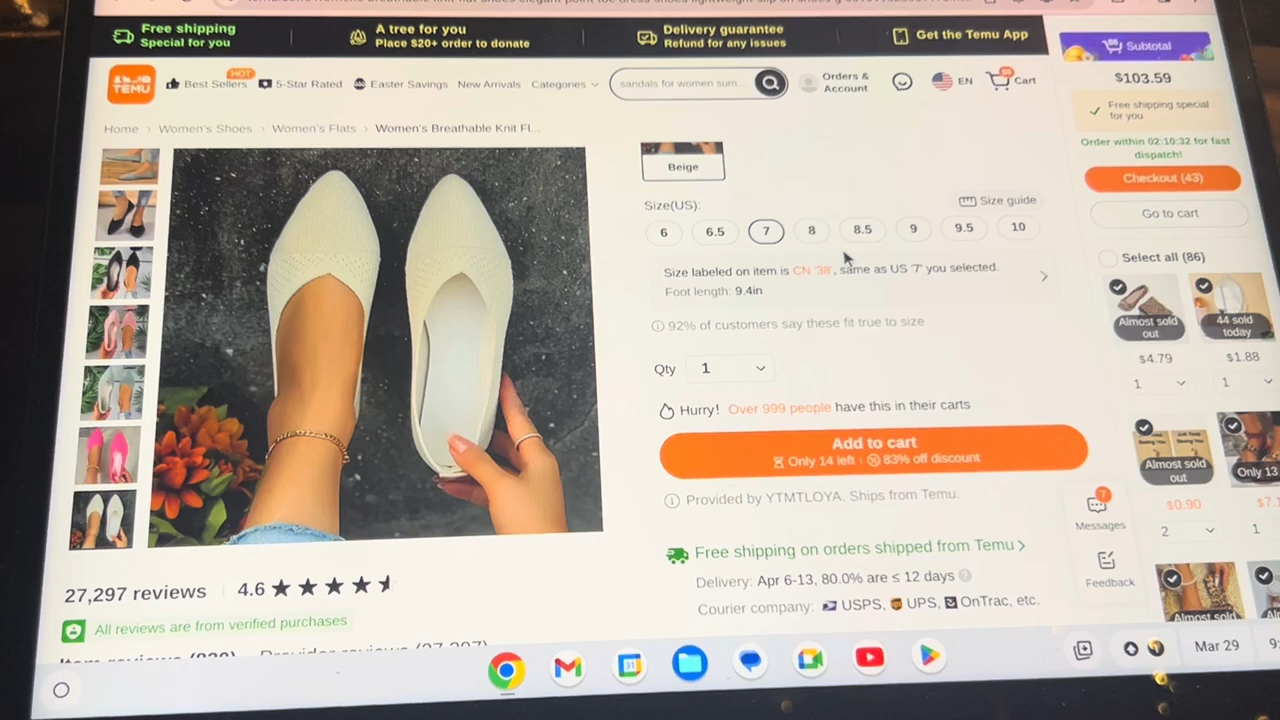 Free shipping
Special for you
A tree for you
Place $20+ order to donate
Delivery guarantee
Refund for any issues
Get the Temu App
TEMU
Best Sellers
HOT
5-Star Rated
Easter Savings
New Arrivals
Categories
sandals for women sum...
Orders &
Account
EN
86
Cart
Home > Women's Shoes > Women's Flats > Women's Breathable Knit Fl...
Beige
Size(US):
Size guide
6
6.5
7
8
8.5
9
9.5
10
Size labeled on item is CN '38', same as US '7' you selected.
Foot length: 9.4in
92% of customers say these fit true to size
Qty
1
Hurry! Over 999 people have this in their carts
Add to cart
Only 14 left | 83% off discount
Provided by YTMTLOYA. Ships from Temu.
Free shipping on orders shipped from Temu >
Delivery: Apr 6-13, 80.0% are ≤ 12 days
Courier company: USPS, UPS, OnTrac, etc.
27,297 reviews
4.6
All reviews are from verified purchases
Subtotal
$103.59
Free shipping special
for you
Order within 02:10:32 for fast
dispatch!
Checkout (43)
Go to cart
Select all (86)
Almost sold
out
44 sold
today
$4.79
$1.88
1
1
Almost sold
out
Only 13
$0.90
2
1
Almost sold
7
Messages
Feedback
31
Mar 29